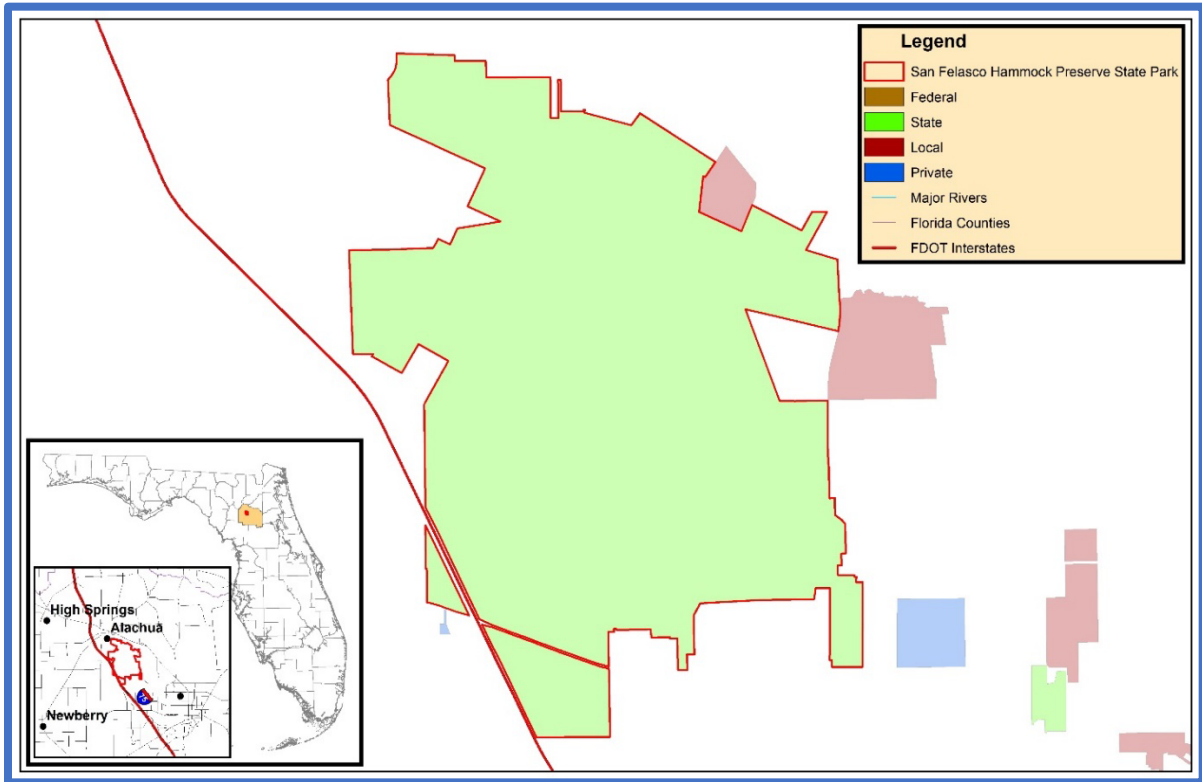 Legend
San Felasco Hammock Preserve State Park
Federal
State
Local
Private
Major Rivers
Florida Counties
FDOT Interstates
High Springs
Alachua
Newberry